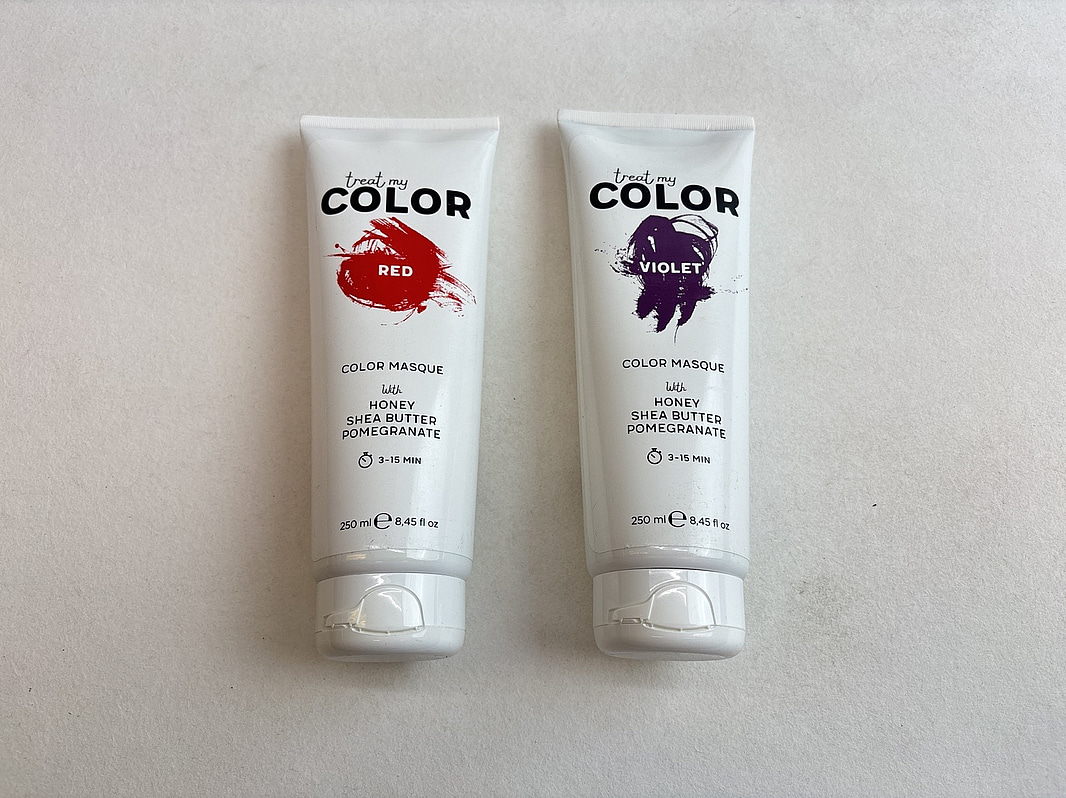 treat my
COLOR
RED
COLOR MASQUE
With
HONEY
SHEA BUTTER
POMEGRANATE
3-15 MIN
250 ml ℮ 8,45 fl oz
treat my
COLOR
VIOLET
COLOR MASQUE
With
HONEY
SHEA BUTTER
POMEGRANATE
3-15 MIN
250 ml ℮ 8,45 fl oz